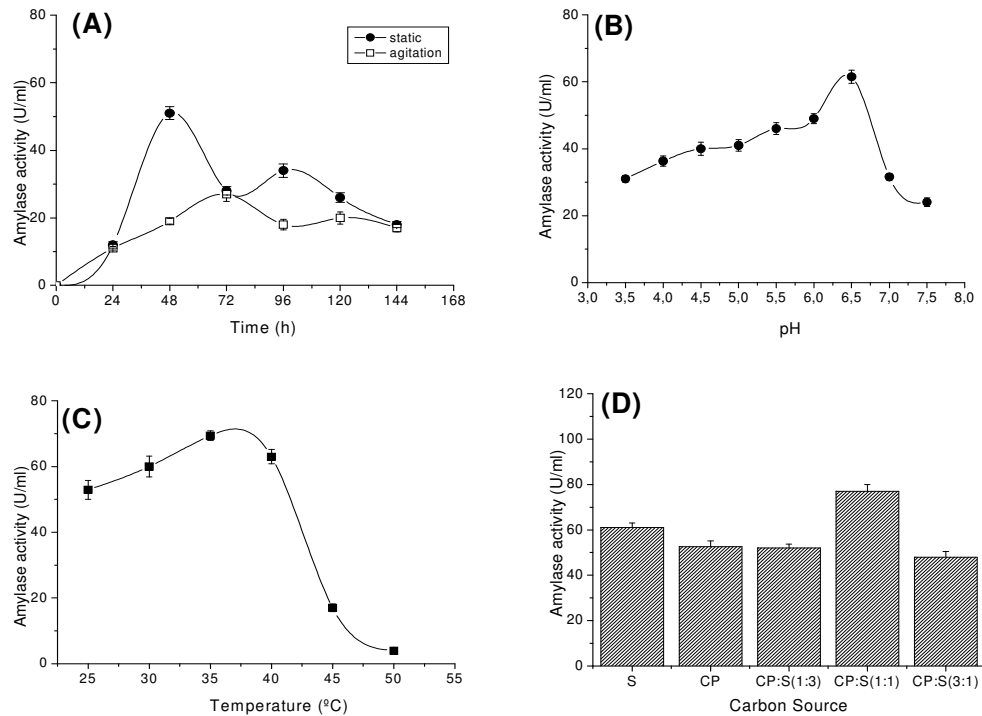 (A)
static
agitation
80
60
40
20
0
Amylase activity (U/ml)
0 24 48 72 96 120 144 168
Time (h)
(B)
80
60
40
20
0
Amylase activity (U/ml)
3,0 3,5 4,0 4,5 5,0 5,5 6,0 6,5 7,0 7,5 8,0
pH
(C)
80
60
40
20
0
Amylase activity (U/ml)
25 30 35 40 45 50 55
Temperature (ºC)
(D)
120
100
80
60
40
20
0
Amylase activity (U/ml)
S CP CP:S(1:3) CP:S(1:1) CP:S(3:1)
Carbon Source